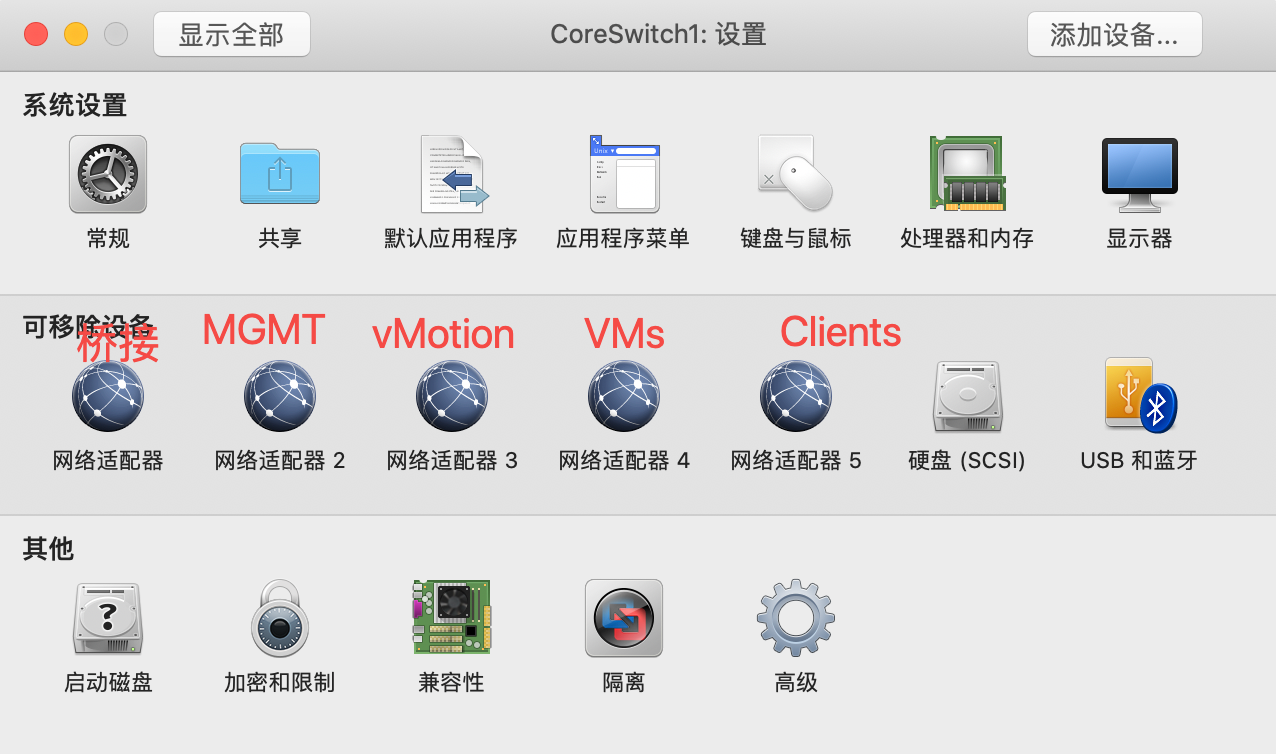 显示全部
CoreSwitch1: 设置
添加设备...
系统设置
常规
共享
默认应用程序
应用程序菜单
键盘与鼠标
处理器和内存
显示器
可移除设备
桥接
MGMT
vMotion
VMs
Clients
网络适配器
网络适配器 2
网络适配器 3
网络适配器 4
网络适配器 5
硬盘 (SCSI)
USB 和蓝牙
其他
?
启动磁盘
加密和限制
兼容性
隔离
高级